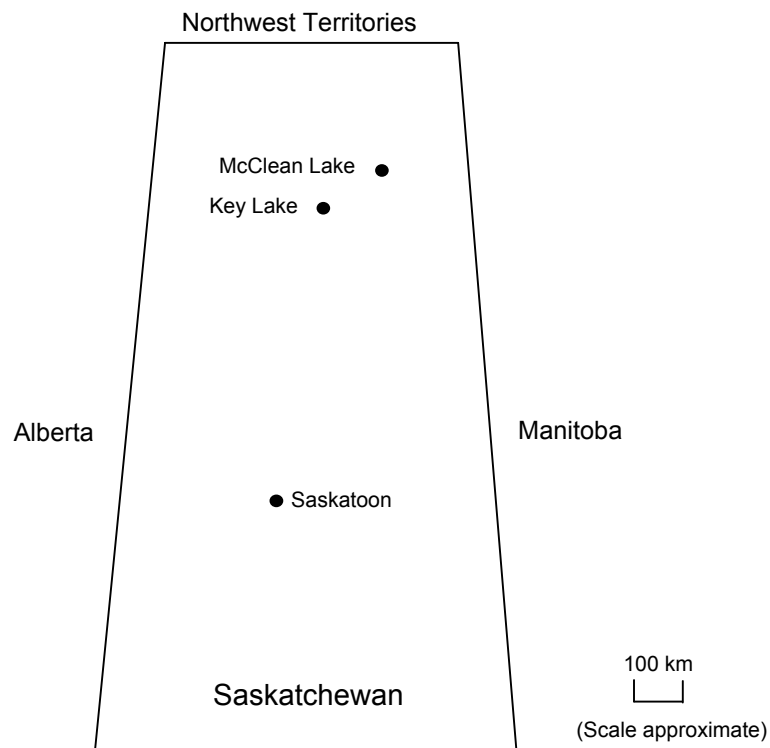 Northwest Territories
McClean Lake
Key Lake
Alberta
Manitoba
Saskatoon
100 km
Saskatchewan
(Scale approximate)